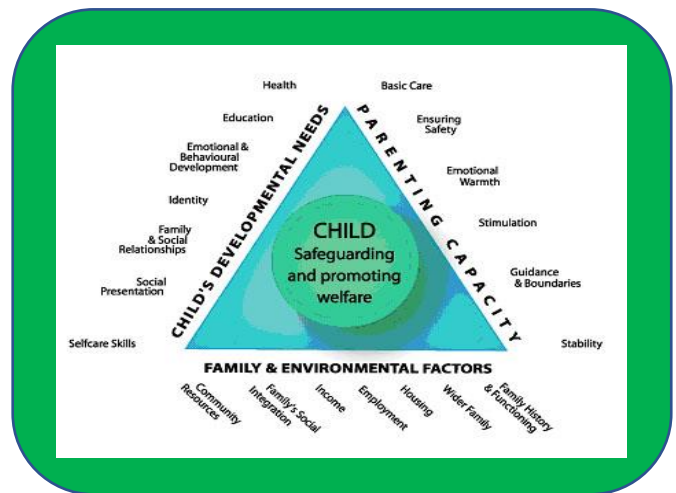 Health
Education
Emotional &
Behavioural
Development
Identity
Family
& Social
Relationships
Social
Presentation
Selfcare Skills
CHILD'S DEVELOPMENTAL NEEDS
CHILD
Safeguarding
and promoting
welfare
PARENTING CAPACITY
Basic Care
Ensuring
Safety
Emotional
Warmth
Stimulation
Guidance
& Boundaries
Stability
FAMILY & ENVIRONMENTAL FACTORS
Community
Resources
Family's Social
Integration
Income
Employment
Housing
Wider Family
Family History
& Functioning